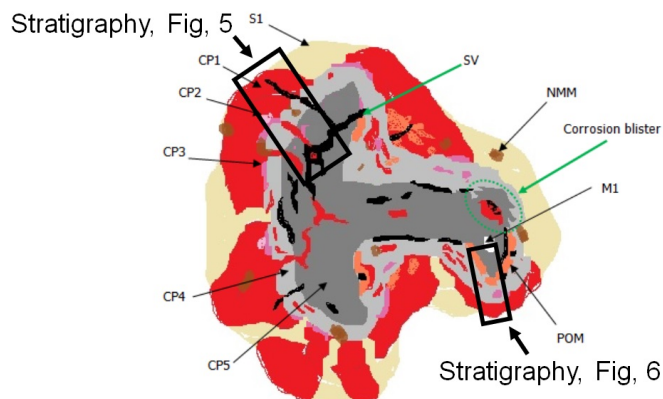 Stratigraphy, Fig, 5
S1
CP1
SV
CP2
NMM
Corrosion blister
CP3
M1
CP4
POM
CP5
Stratigraphy, Fig, 6